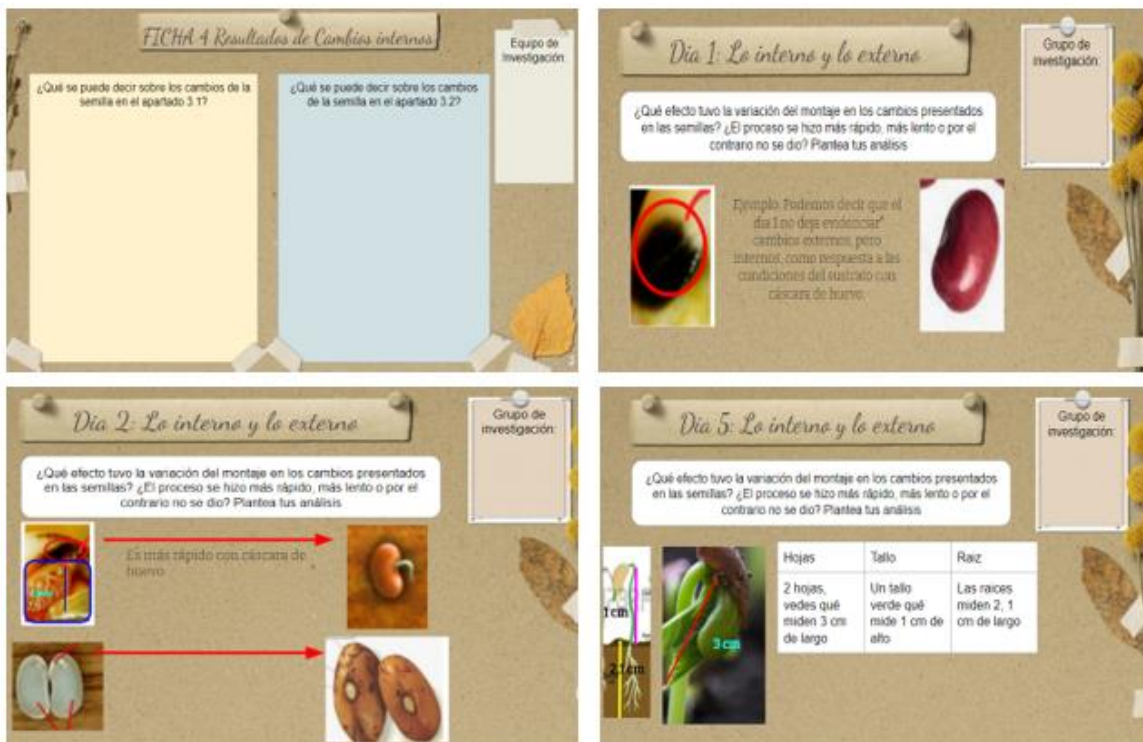 FICHA 4 Resultados de Cambios internos
Equipo de
Investigación:
¿Qué se puede decir sobre los cambios de la
semilla en el apartado 3.1?
¿Qué se puede decir sobre los cambios
de la semilla en el apartado 3.2?
Día 1: Lo interno y lo externo
Grupo de
investigación:
¿Qué efecto tuvo la variación del montaje en los cambios presentados
en las semillas? ¿El proceso se hizo más rápido, más lento o por el
contrario no se dio? Plantea tus análisis
Ejemplo: Podemos decir que el
día 1 no deja evidenciar
cambios externos, pero
internos, como respuesta a las
condiciones del sustrato con
cáscara de huevo.
Día 2: Lo interno y lo externo
Grupo de
investigación:
¿Qué efecto tuvo la variación del montaje en los cambios presentados
en las semillas? ¿El proceso se hizo más rápido, más lento o por el
contrario no se dio? Plantea tus análisis
Es más rápido con cáscara de
huevo
Día 5: Lo interno y lo externo
Grupo de
investigación:
¿Qué efecto tuvo la variación del montaje en los cambios presentados
en las semillas? ¿El proceso se hizo más rápido, más lento o por el
contrario no se dio? Plantea tus análisis
1cm
2,1cm
3cm
Hojas
Tallo
Raiz
2 hojas,
vedes qué
miden 3 cm
de largo
Un tallo
verde qué
mide 1 cm de
alto
Las raices
miden 2, 1
cm de largo